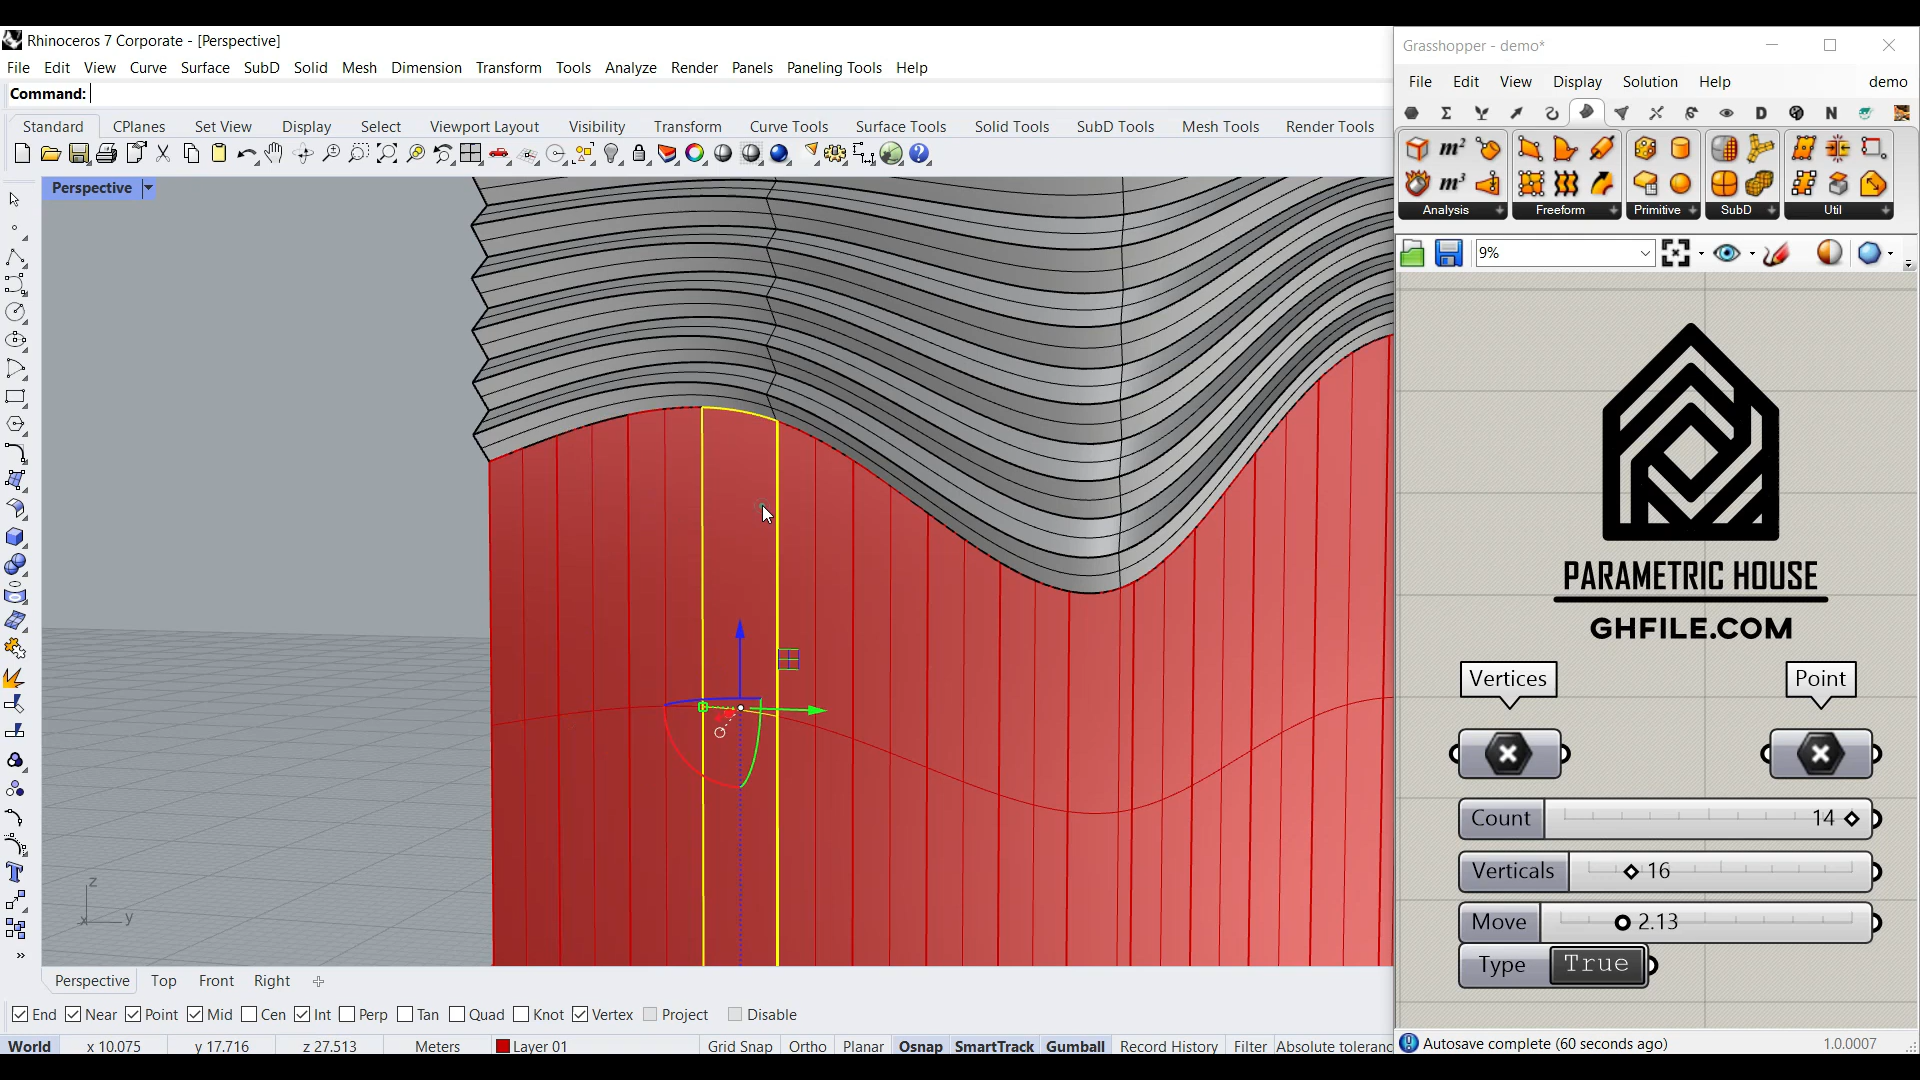 Rhinoceros 7 Corporate - [Perspective]
File Edit View Curve Surface SubD Solid Mesh Dimension Transform Tools Analyze Render Panels Paneling Tools Help
Command:
Standard CPlanes Set View Display Select Viewport Layout Visibility Transform Curve Tools Surface Tools Solid Tools SubD Tools Mesh Tools Render Tools
Perspective
z
x y
Perspective Top Front Right
End Near Point Mid Cen Int Perp Tan Quad Knot Vertex Project Disable
World x 10.075 y 17.716 z 27.513 Meters Layer 01 Grid Snap Ortho Planar Osnap SmartTrack Gumball Record History Filter Absolute toleranc
Grasshopper - demo*
File Edit View Display Solution Help demo
D N
m²
m³
Analysis Freeform Primitive SubD Util
9%
PARAMETRIC HOUSE
GHFILE.COM
Vertices Point
Count 14
Verticals 16
Move 2.13
Type True
Autosave complete (60 seconds ago) 1.0.0007